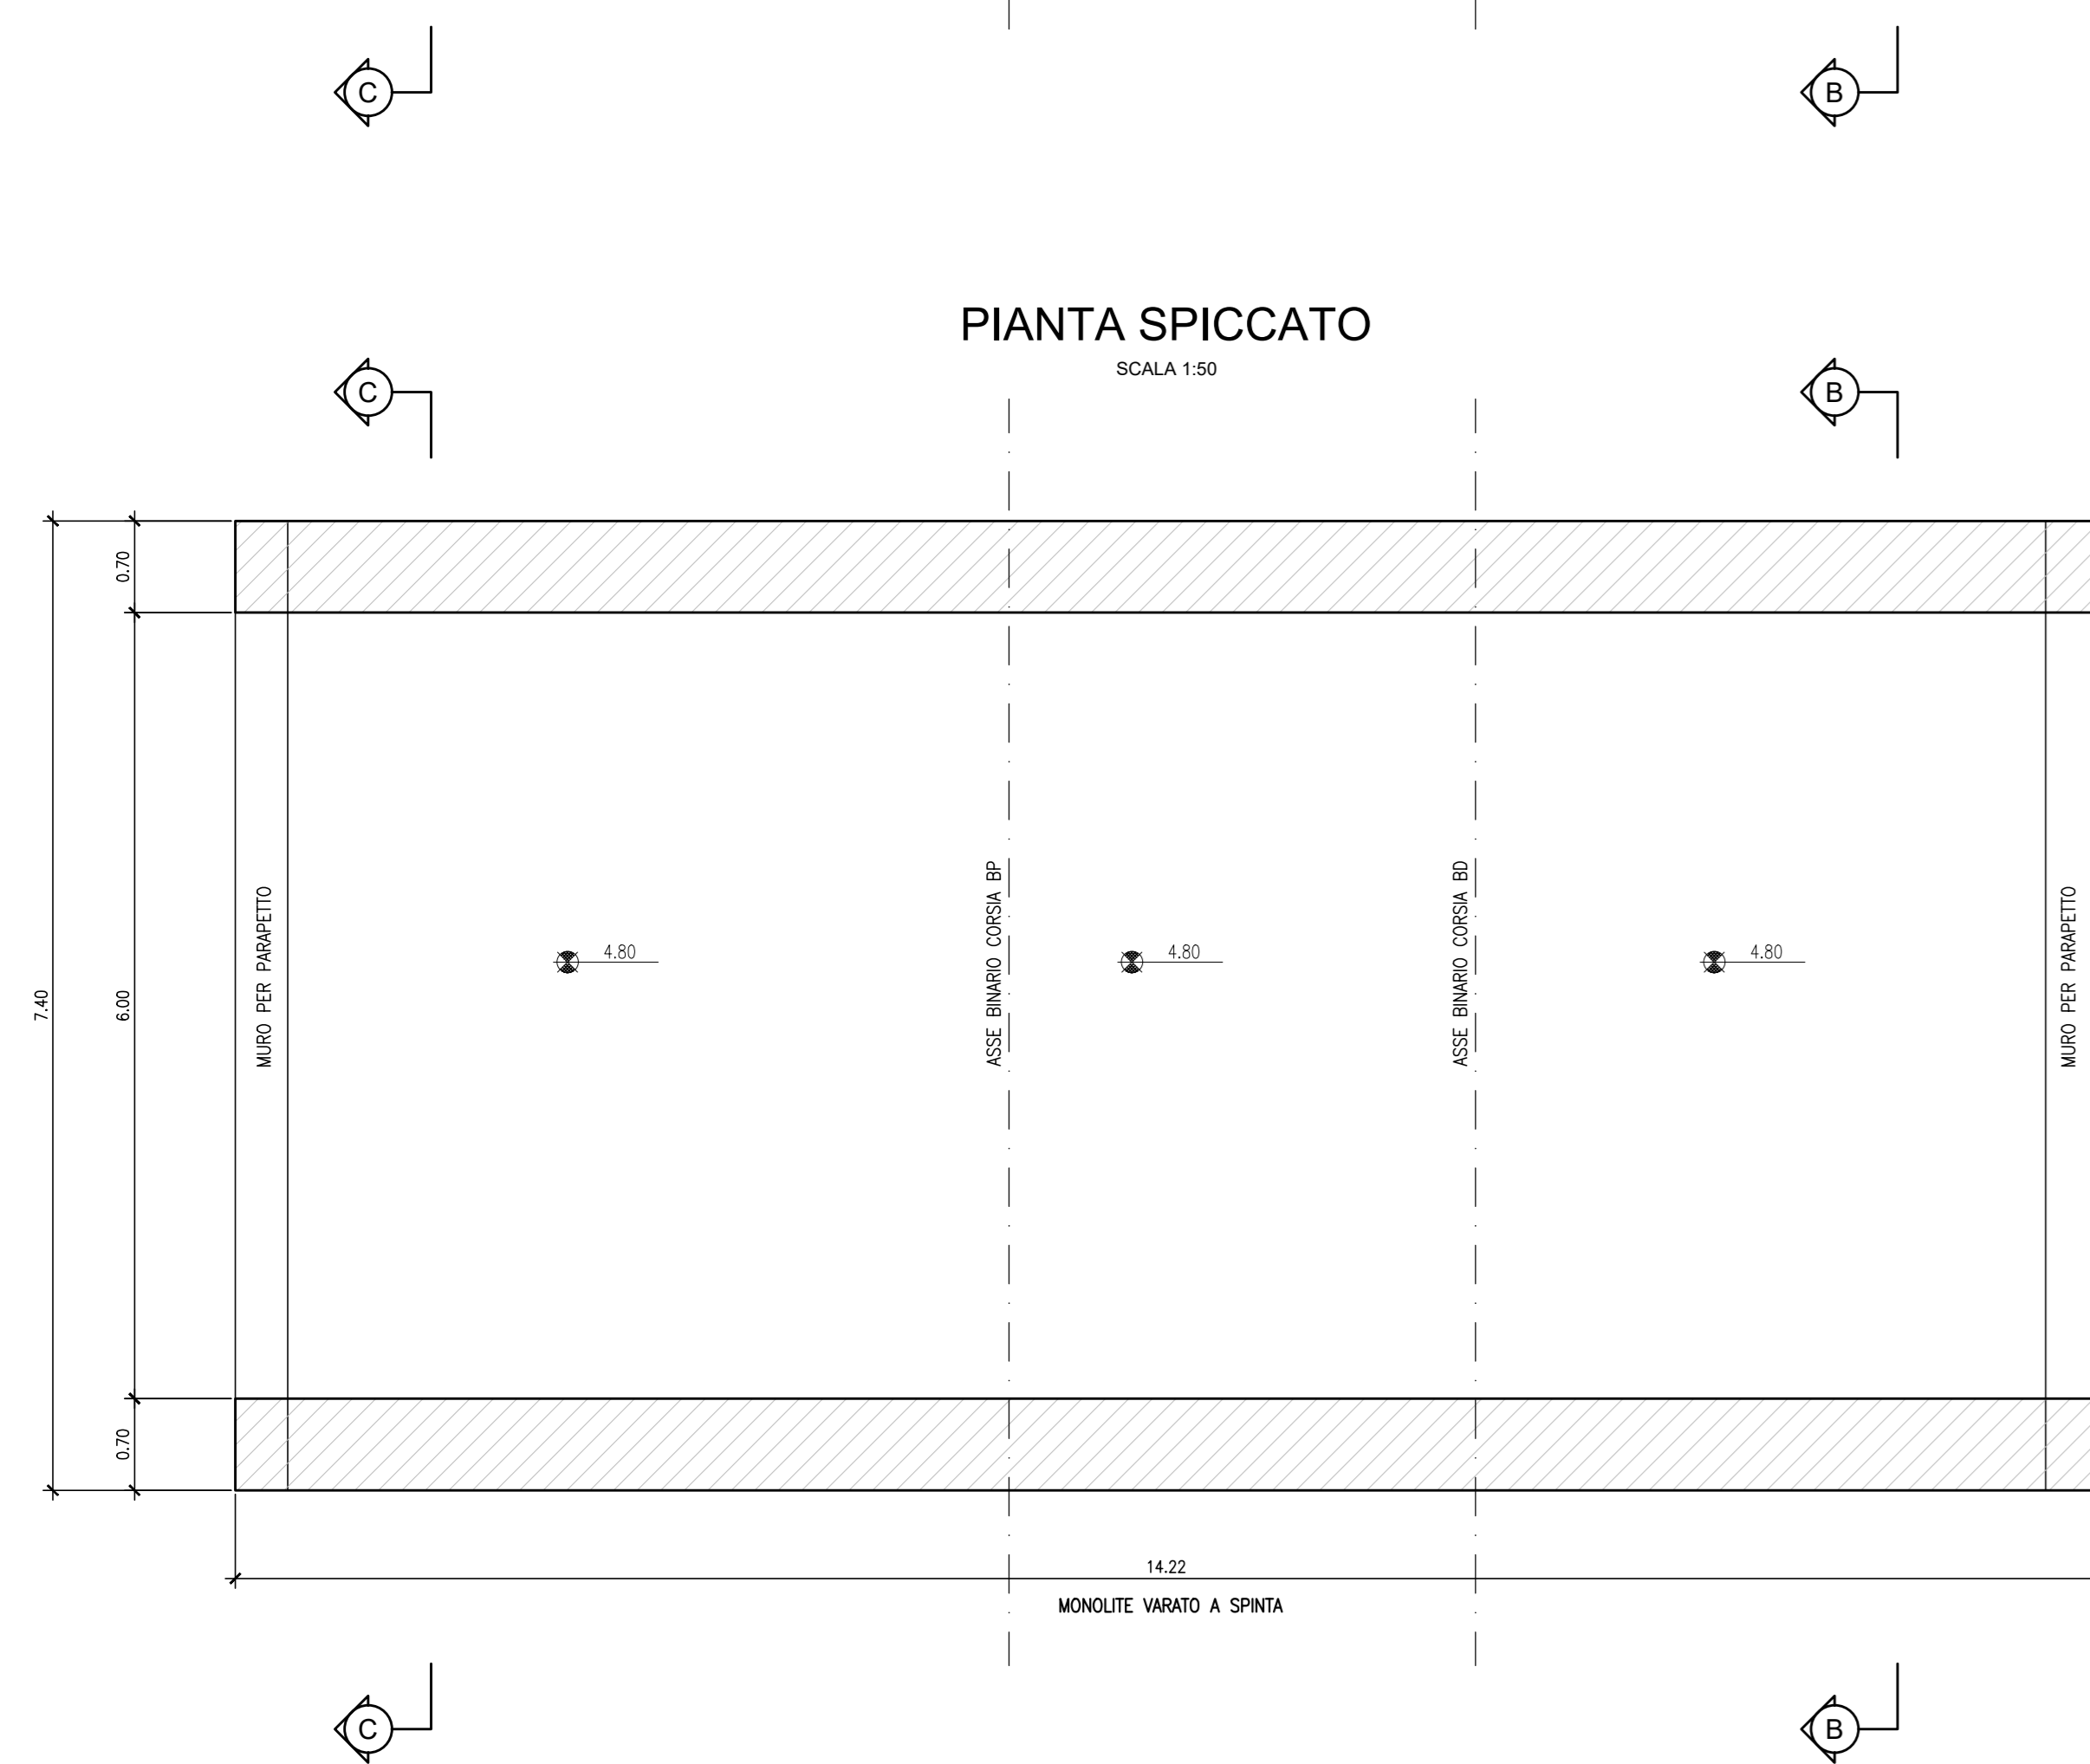 C
B
PIANTA SPICCATO
SCALA 1:50
C
B
0.70
7.40
6.00
0.70
MURO PER PARAPETTO
4.80
ASSE BINARIO CORSIA BP
4.80
ASSE BINARIO CORSIA BD
4.80
MURO PER PARAPETTO
14.22
MONOLITE VARATO A SPINTA
C
B